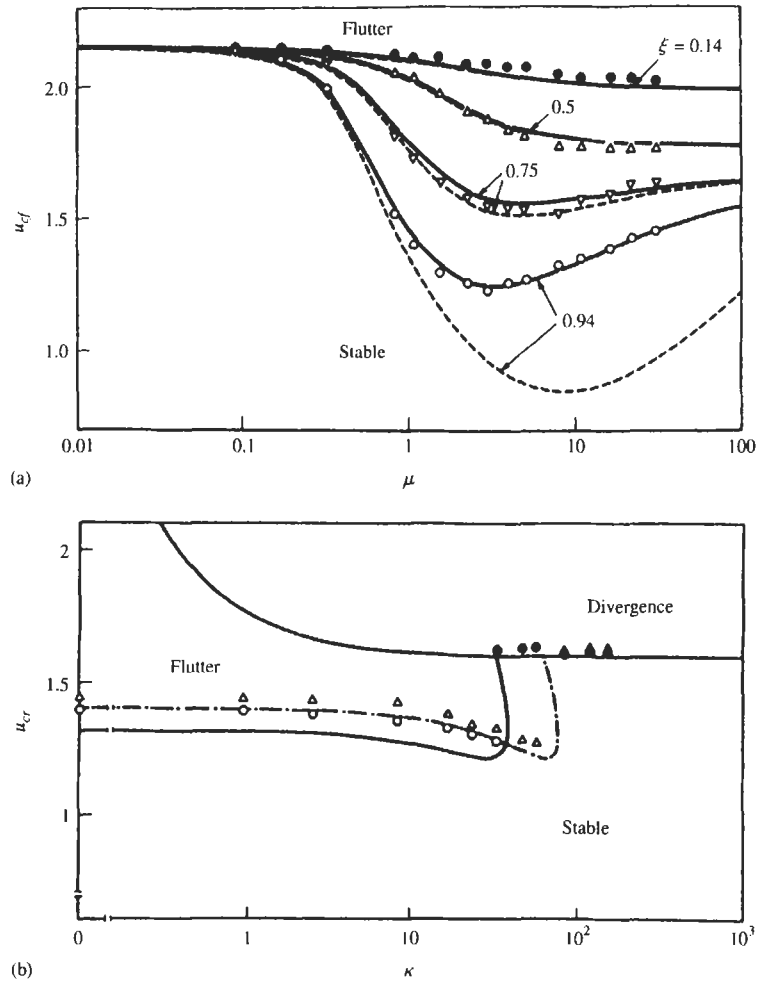 Flutter
ξ = 0.14
2.0
0.5
0.75
1.5
u_cf
0.94
Stable
1.0
0.01
0.1
1
10
100
(a)
μ
2
Divergence
Flutter
1.5
u_cr
1
Stable
0
1
10
10²
10³
(b)
κ